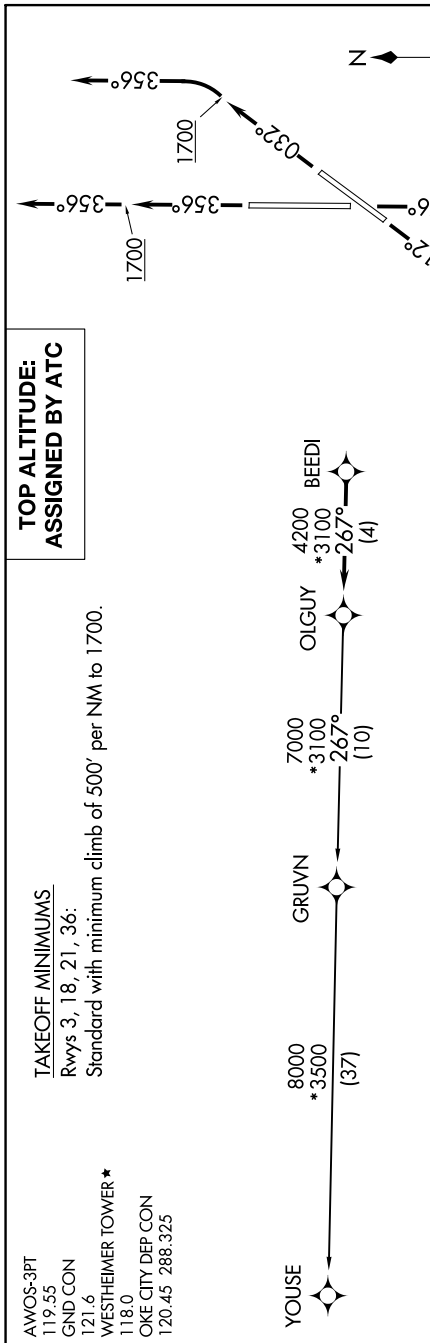 AWOS-3PT
119.55
GND CON
121.6
WESTHEIMER TOWER★
118.0
OKE CITY DEP CON
120.45 288.325
TAKEOFF MINIMUMS
Rwys 3, 18, 21, 36:
Standard with minimum climb of 500' per NM to 1700.
TOP ALTITUDE:
ASSIGNED BY ATC
356°
1700
356°
356°
1700
032°
N
YOUSE
8000
*3500
(37)
GRUVN
7000
*3100
267°
(10)
OLGUY
4200
*3100
267°
(4)
BEEDI